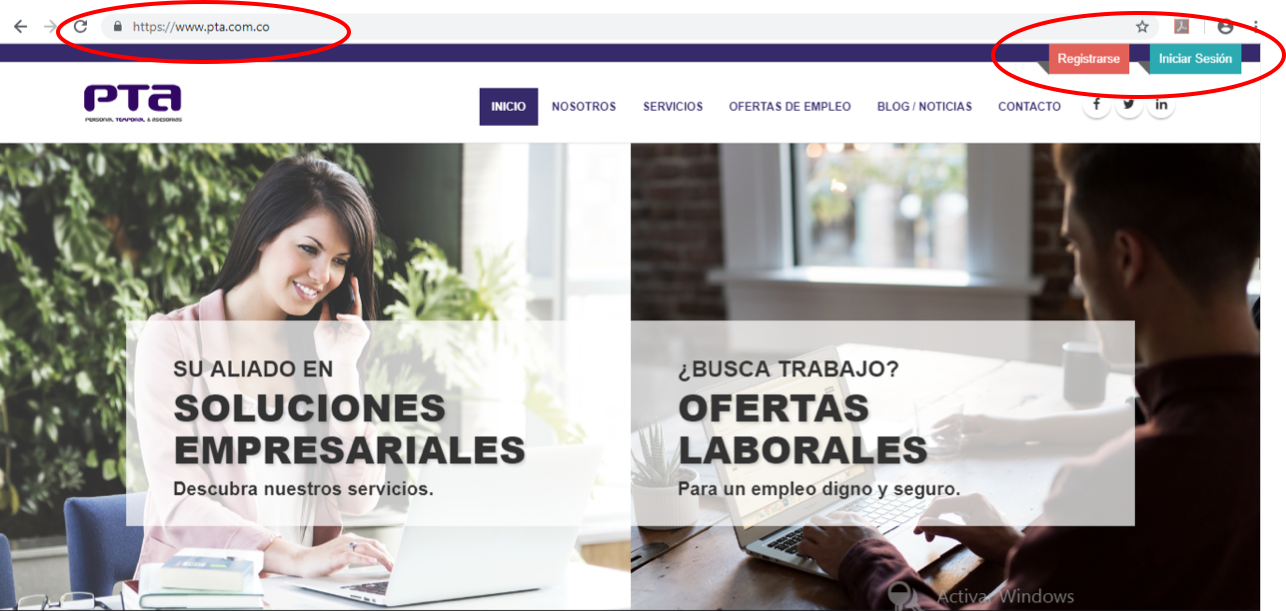 https://www.pta.com.co
Registrarse
Iniciar Sesión
PTA
PERSONAL TEMPORAL & ASESORIAS
INICIO
NOSOTROS
SERVICIOS
OFERTAS DE EMPLEO
BLOG / NOTICIAS
CONTACTO
f
in
SU ALIADO EN
SOLUCIONES
EMPRESARIALES
Descubra nuestros servicios.
¿BUSCA TRABAJO?
OFERTAS
LABORALES
Para un empleo digno y seguro.
Activar Windows